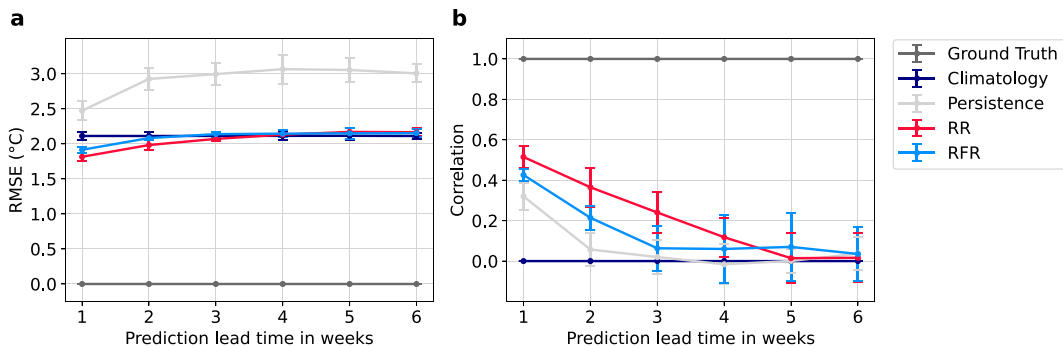 a
3.0
2.5
2.0
1.5
1.0
0.5
0.0
RMSE (°C)
1 2 3 4 5 6
Prediction lead time in weeks
b
1.0
0.8
0.6
0.4
0.2
0.0
Correlation
1 2 3 4 5 6
Prediction lead time in weeks
Ground Truth
Climatology
Persistence
RR
RFR